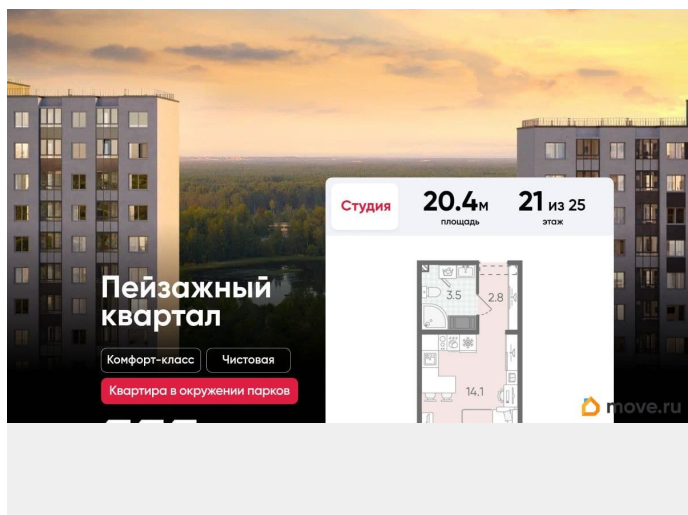 Студия
20.4м
площадь
21 из 25
этаж
Пейзажный
квартал
3.5
2.8
Комфорт-класс
Чистовая
Квартира в окружении парков
14.1
move.ru